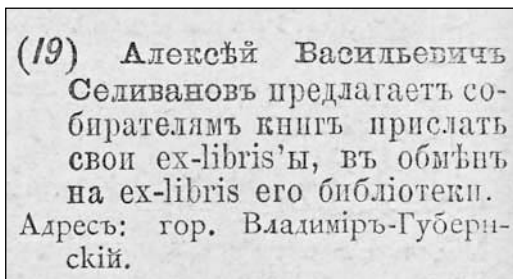 (19) Алексѣй Васильевичъ
Селивановъ предлагаетъ со-
бирателямъ книгъ прислать
свои ex-libris'ы, въ обмѣнъ
на ex-libris его библіотеки.
Адресъ: гор. Владиміръ-Губерн-
скій.